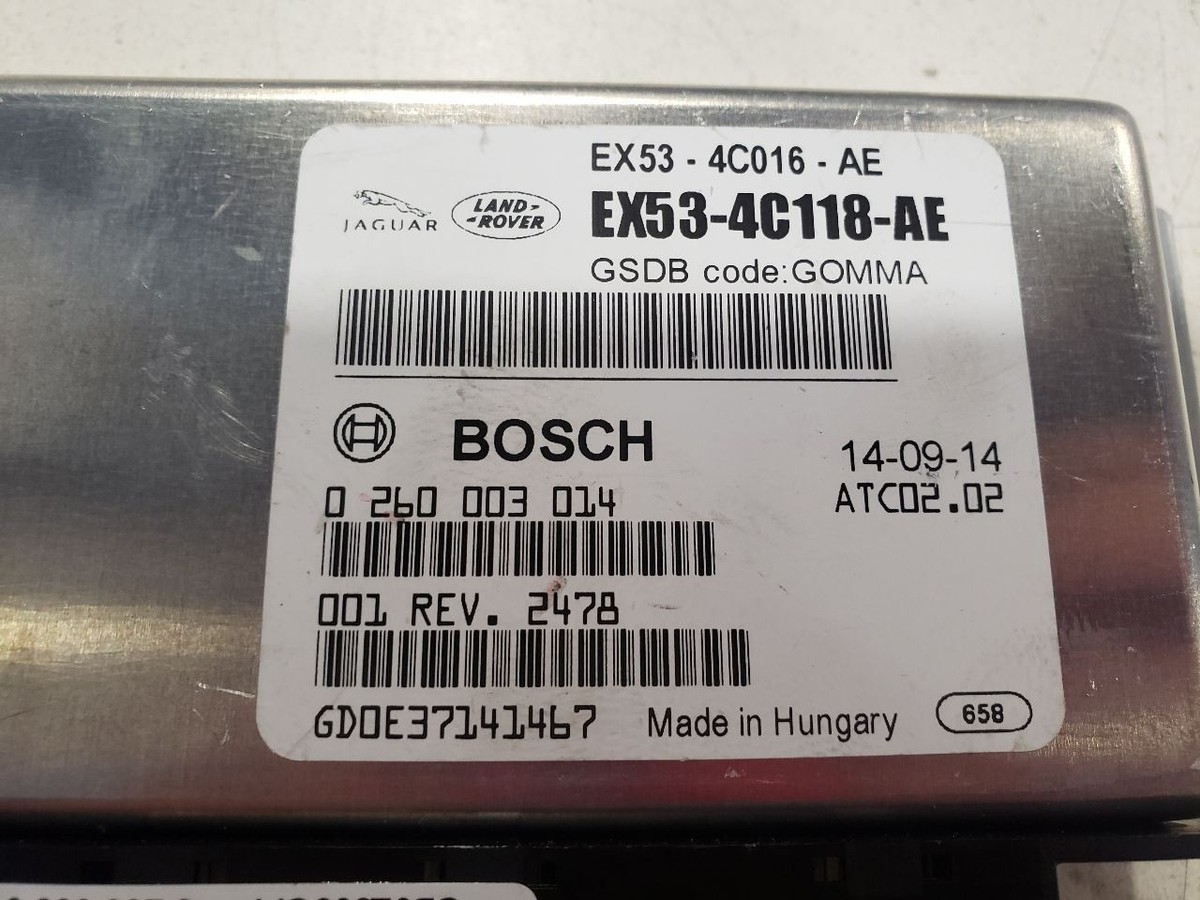 EX53 - 4C016 - AE
JAGUAR
LAND-
-ROVER
EX53-4C118-AE
GSDB code:GOMMA
BOSCH
14-09-14
0 260 003 014
ATC02.02
001 REV. 2478
GD0E37141467
Made in Hungary
658